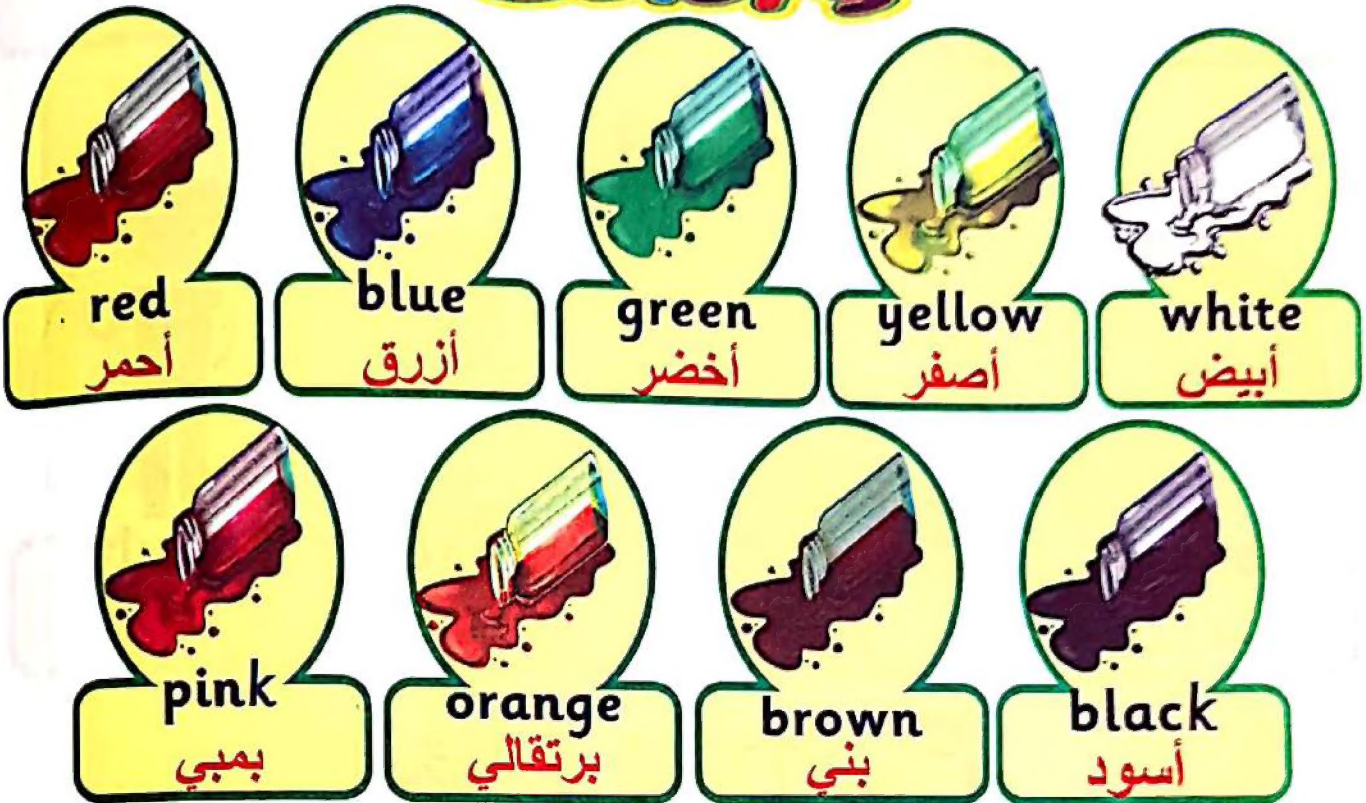 red
أحمر
blue
أزرق
green
أخضر
yellow
أصفر
white
أبيض
pink
بمبي
orange
برتقالي
brown
بني
black
أسود